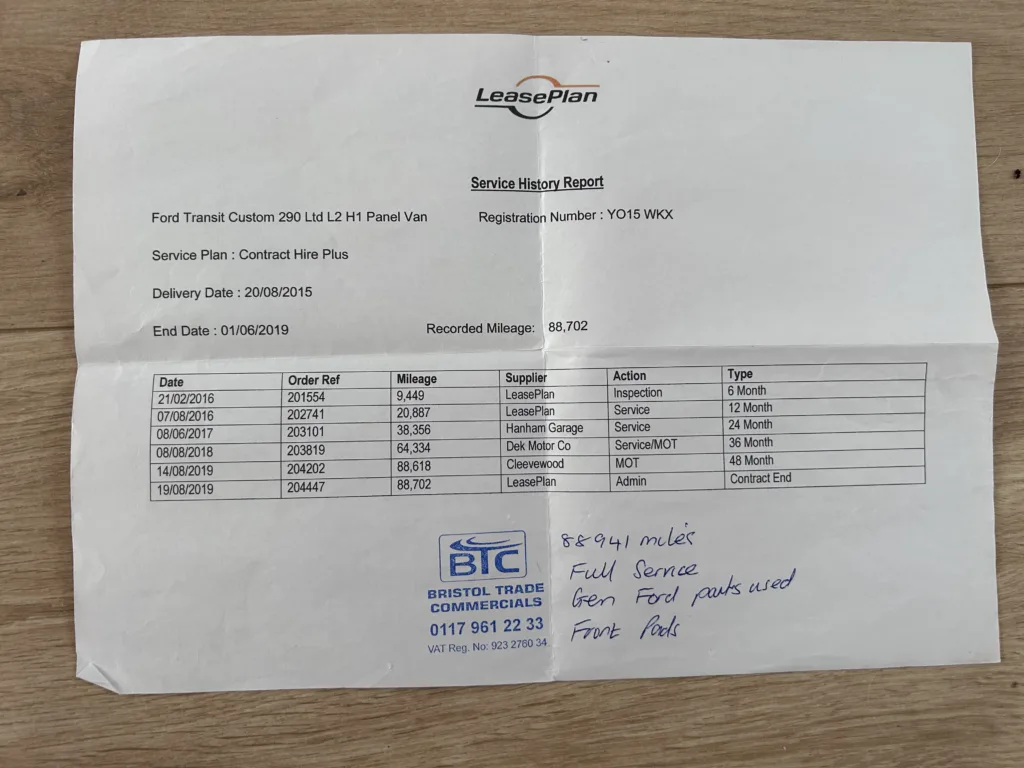 LeasePlan
Service History Report
Ford Transit Custom 290 Ltd L2 H1 Panel Van Registration Number : YO15 WKX
Service Plan : Contract Hire Plus
Delivery Date : 20/08/2015
End Date : 01/06/2019 Recorded Mileage: 88,702
Date Order Ref Mileage Supplier Action Type
21/02/2016 201554 9,449 LeasePlan Inspection 6 Month
07/08/2016 202741 20,887 LeasePlan Service 12 Month
08/06/2017 203101 38,356 Hanham Garage Service 24 Month
08/08/2018 203819 64,334 Dek Motor Co Service/MOT 36 Month
14/08/2019 204202 88,618 Cleevewood MOT 48 Month
19/08/2019 204447 88,702 LeasePlan Admin Contract End
BTC
BRISTOL TRADE
COMMERCIALS
0117 961 22 33
VAT Reg. No: 923 2760 34
88941 miles
Full Service
Gen Ford parts used
Front Pads